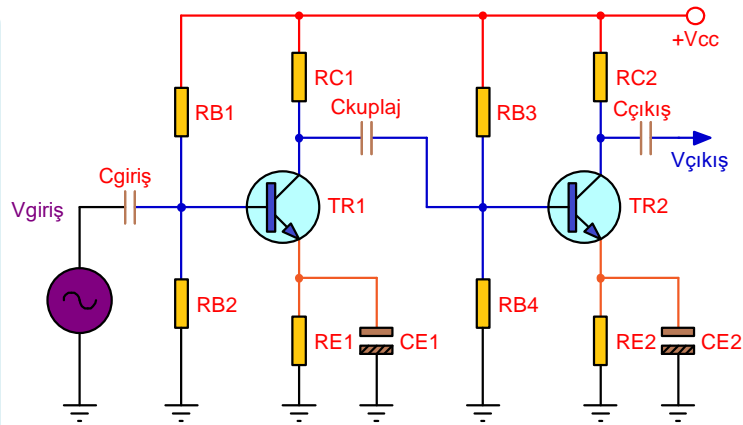 +Vcc
RC1
RC2
RB1
Ckuplaj
RB3
Cçıkış
Vçıkış
Cgiriş
Vgiriş
TR1
TR2
RB2
RB4
RE1
CE1
RE2
CE2